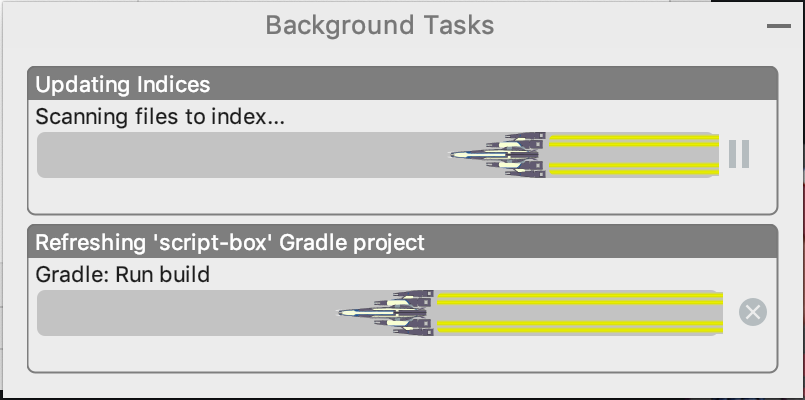 Background Tasks
Updating Indices
Scanning files to index...
Refreshing 'script-box' Gradle project
Gradle: Run build